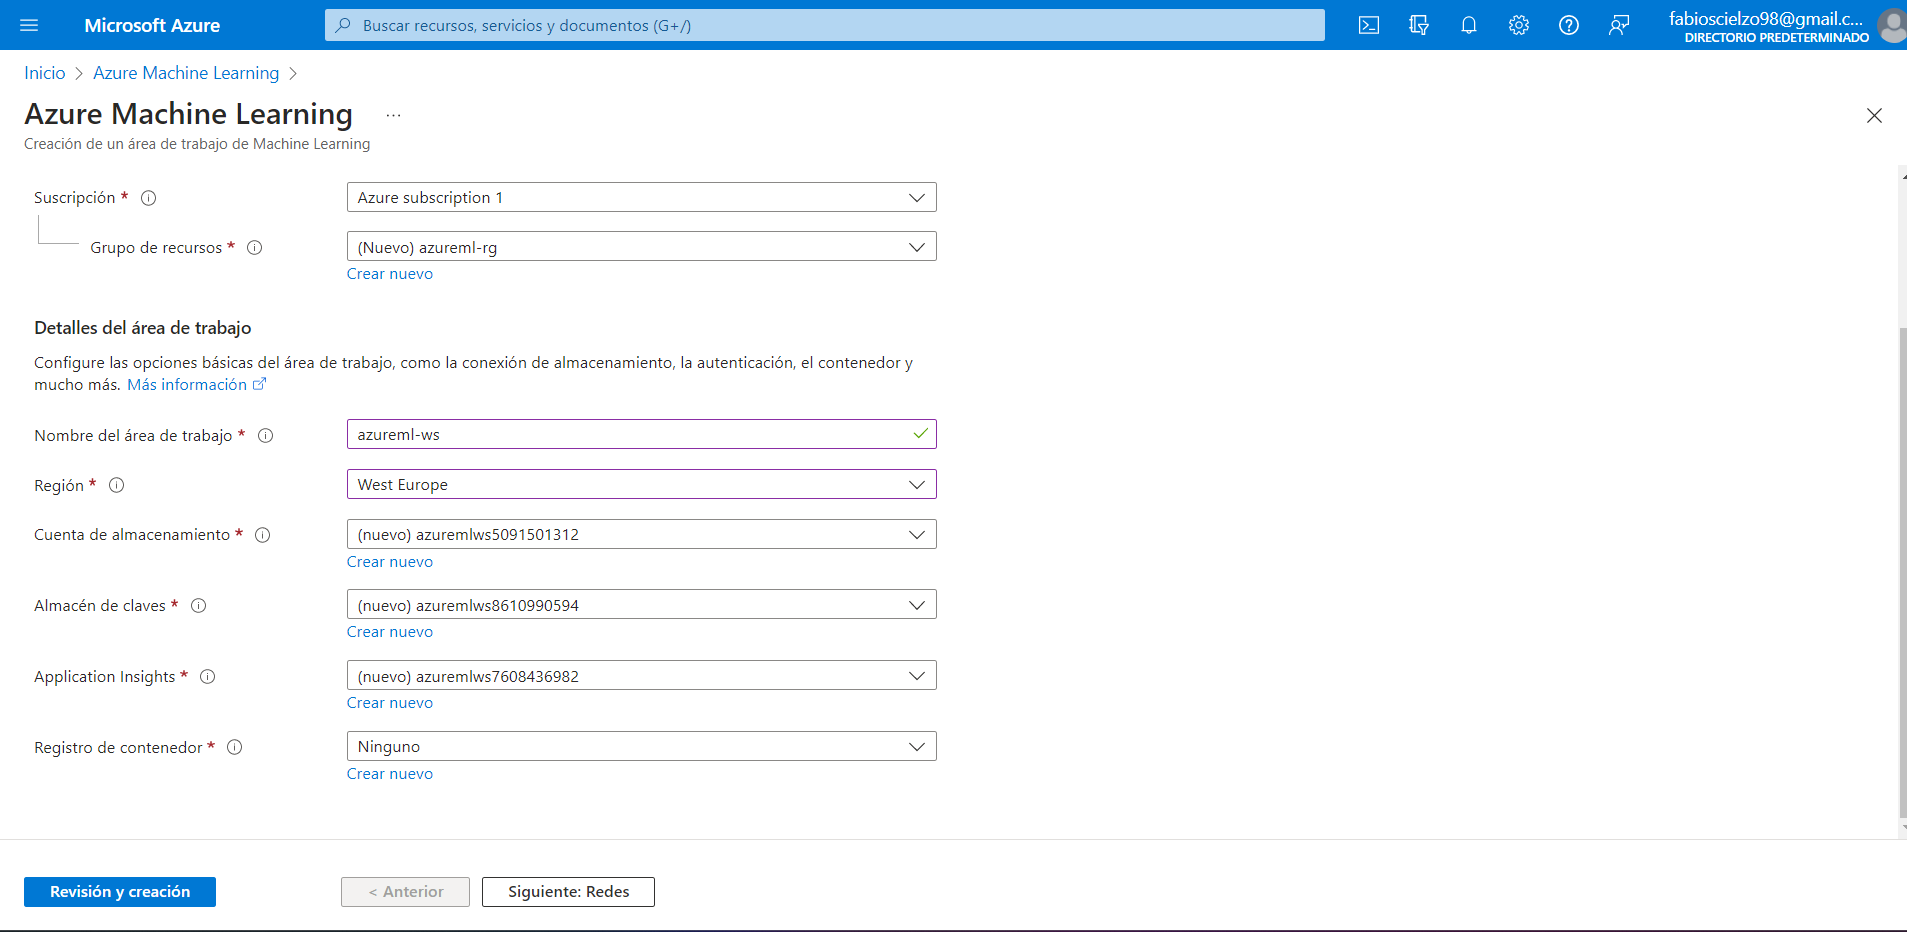 Microsoft Azure
Buscar recursos, servicios y documentos (G+/)
fabioscielzo98@gmail.c...
DIRECTORIO PREDETERMINADO
Inicio > Azure Machine Learning >
Azure Machine Learning ...
Creación de un área de trabajo de Machine Learning
Suscripción * Azure subscription 1
Grupo de recursos * (Nuevo) azureml-rg
Crear nuevo
Detalles del área de trabajo
Configure las opciones básicas del área de trabajo, como la conexión de almacenamiento, la autenticación, el contenedor y
mucho más. Más información
Nombre del área de trabajo * azureml-ws
Región * West Europe
Cuenta de almacenamiento * (nuevo) azuremlws5091501312
Crear nuevo
Almacén de claves * (nuevo) azuremlws8610990594
Crear nuevo
Application Insights * (nuevo) azuremlws7608436982
Crear nuevo
Registro de contenedor * Ninguno
Crear nuevo
Revisión y creación < Anterior Siguiente: Redes